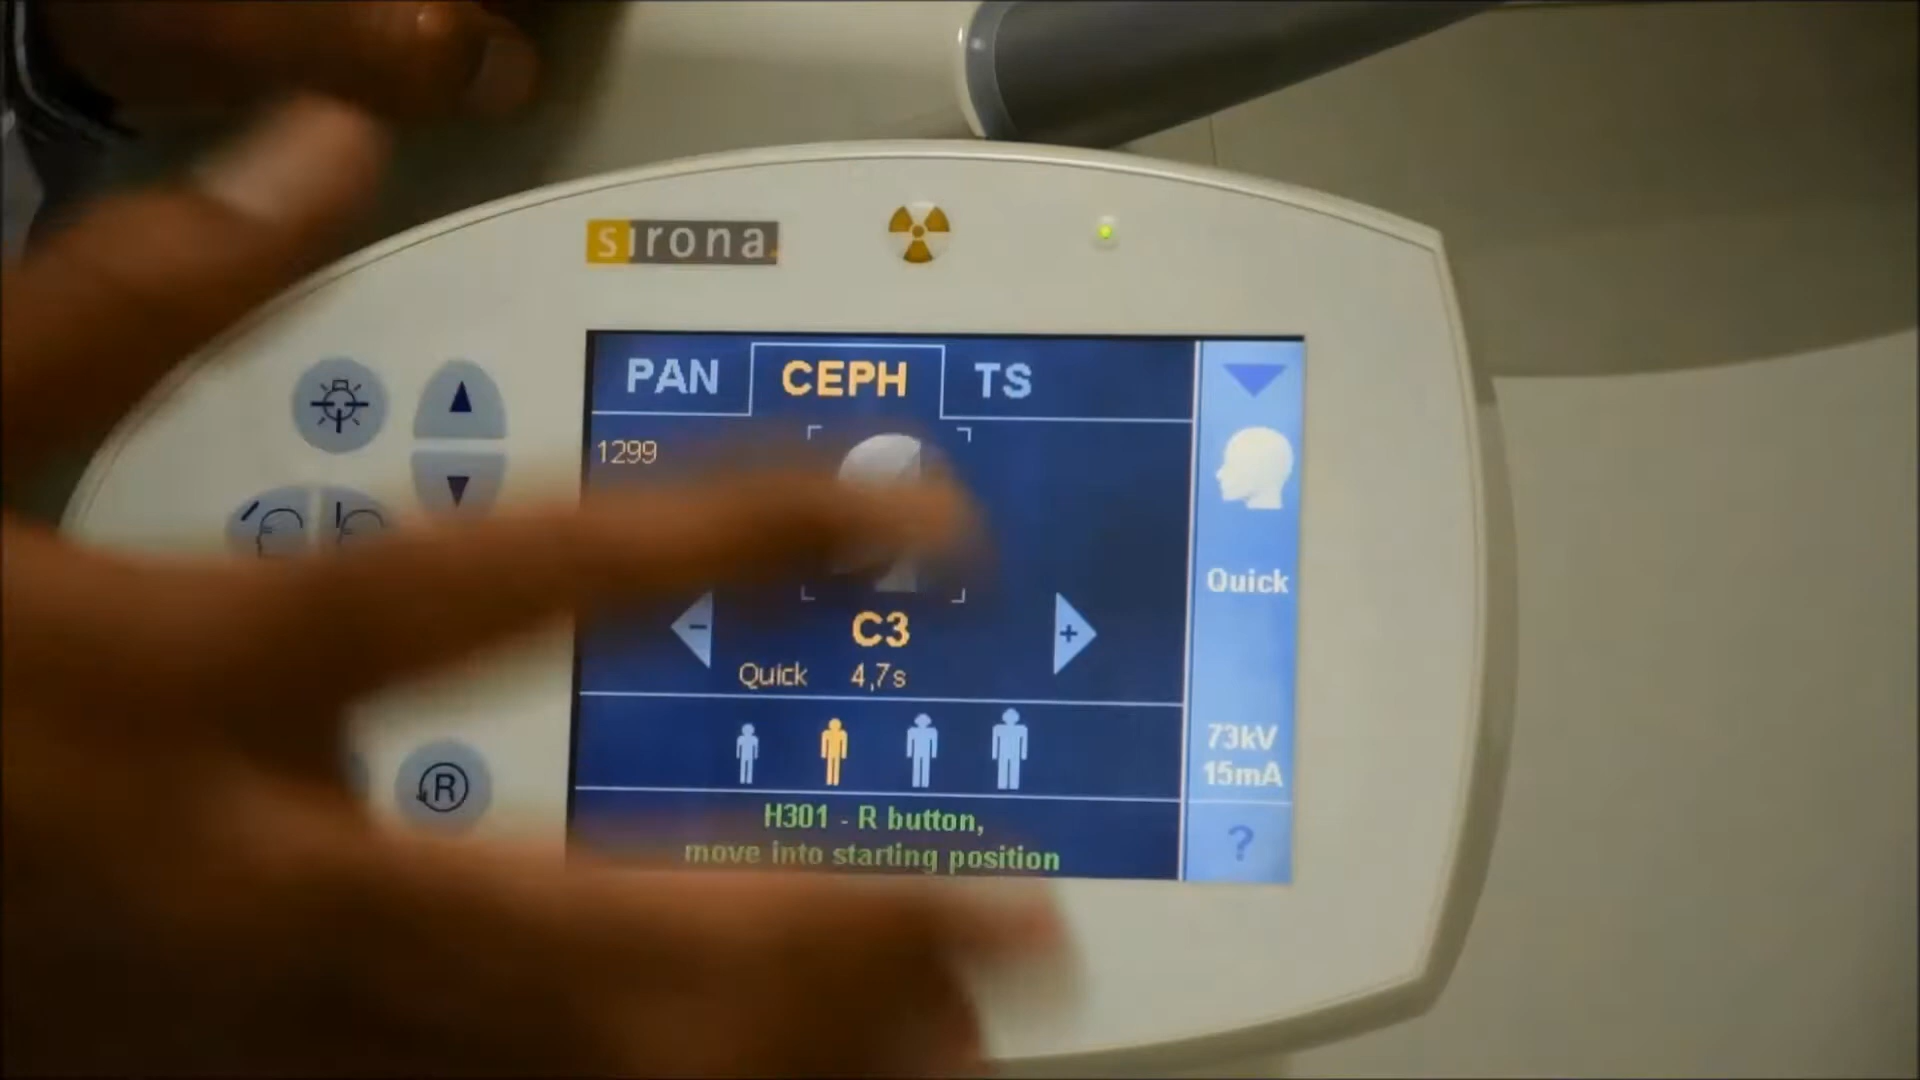 sirona.
PAN CEPH TS
1299
Quick
C3
- +
Quick 4,7s
73kV
15mA
R
H301 - R button,
move into starting position
?